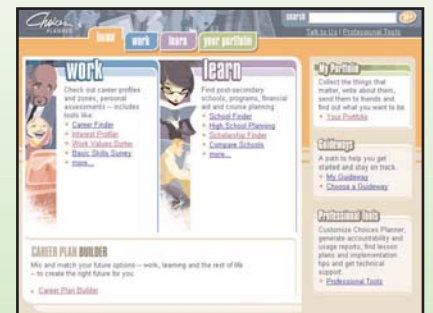 Choices
PLANNER
search
Talk to Us | Professional Tools
home
work
learn
your portfolio
work
Check out career profiles
and zones, personal
assessments – includes
tools like:
Career Finder
Interest Profiler
Work Values Sorter
Basic Skills Survey
more...
learn
Find post-secondary
schools, programs, financial
aid and course planning:
School Finder
High School Planning
Scholarship Finder
Compare Schools
more...
My Portfolio
Collect the things that
matter, write about them,
send them to friends and
find out what you want to be.
Your Portfolio
Guideways
A path to help you get
started and stay on track.
My Guideway
Choose a Guideway
Professional Tools
Customize Choices Planner,
generate accountability and
usage reports, find lesson
plans and implementation
tips and get technical
support.
Professional Tools
CAREER PLAN BUILDER
Mix and match your future options – work, learning and the rest of life
– to create the right future for you.
Career Plan Builder